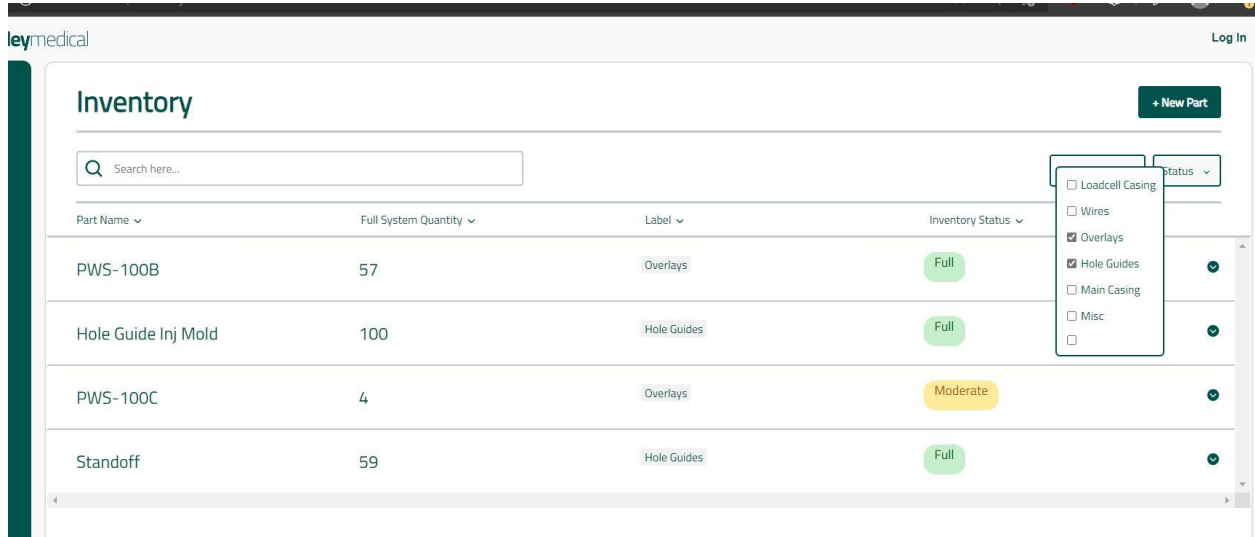 leymedical
Log In
Inventory
+ New Part
Search here...
Status
Loadcell Casing
Wires
Overlays
Hole Guides
Main Casing
Misc
Part Name Full System Quantity Label Inventory Status
PWS-100B 57 Overlays Full
Hole Guide Inj Mold 100 Hole Guides Full
PWS-100C 4 Overlays Moderate
Standoff 59 Hole Guides Full